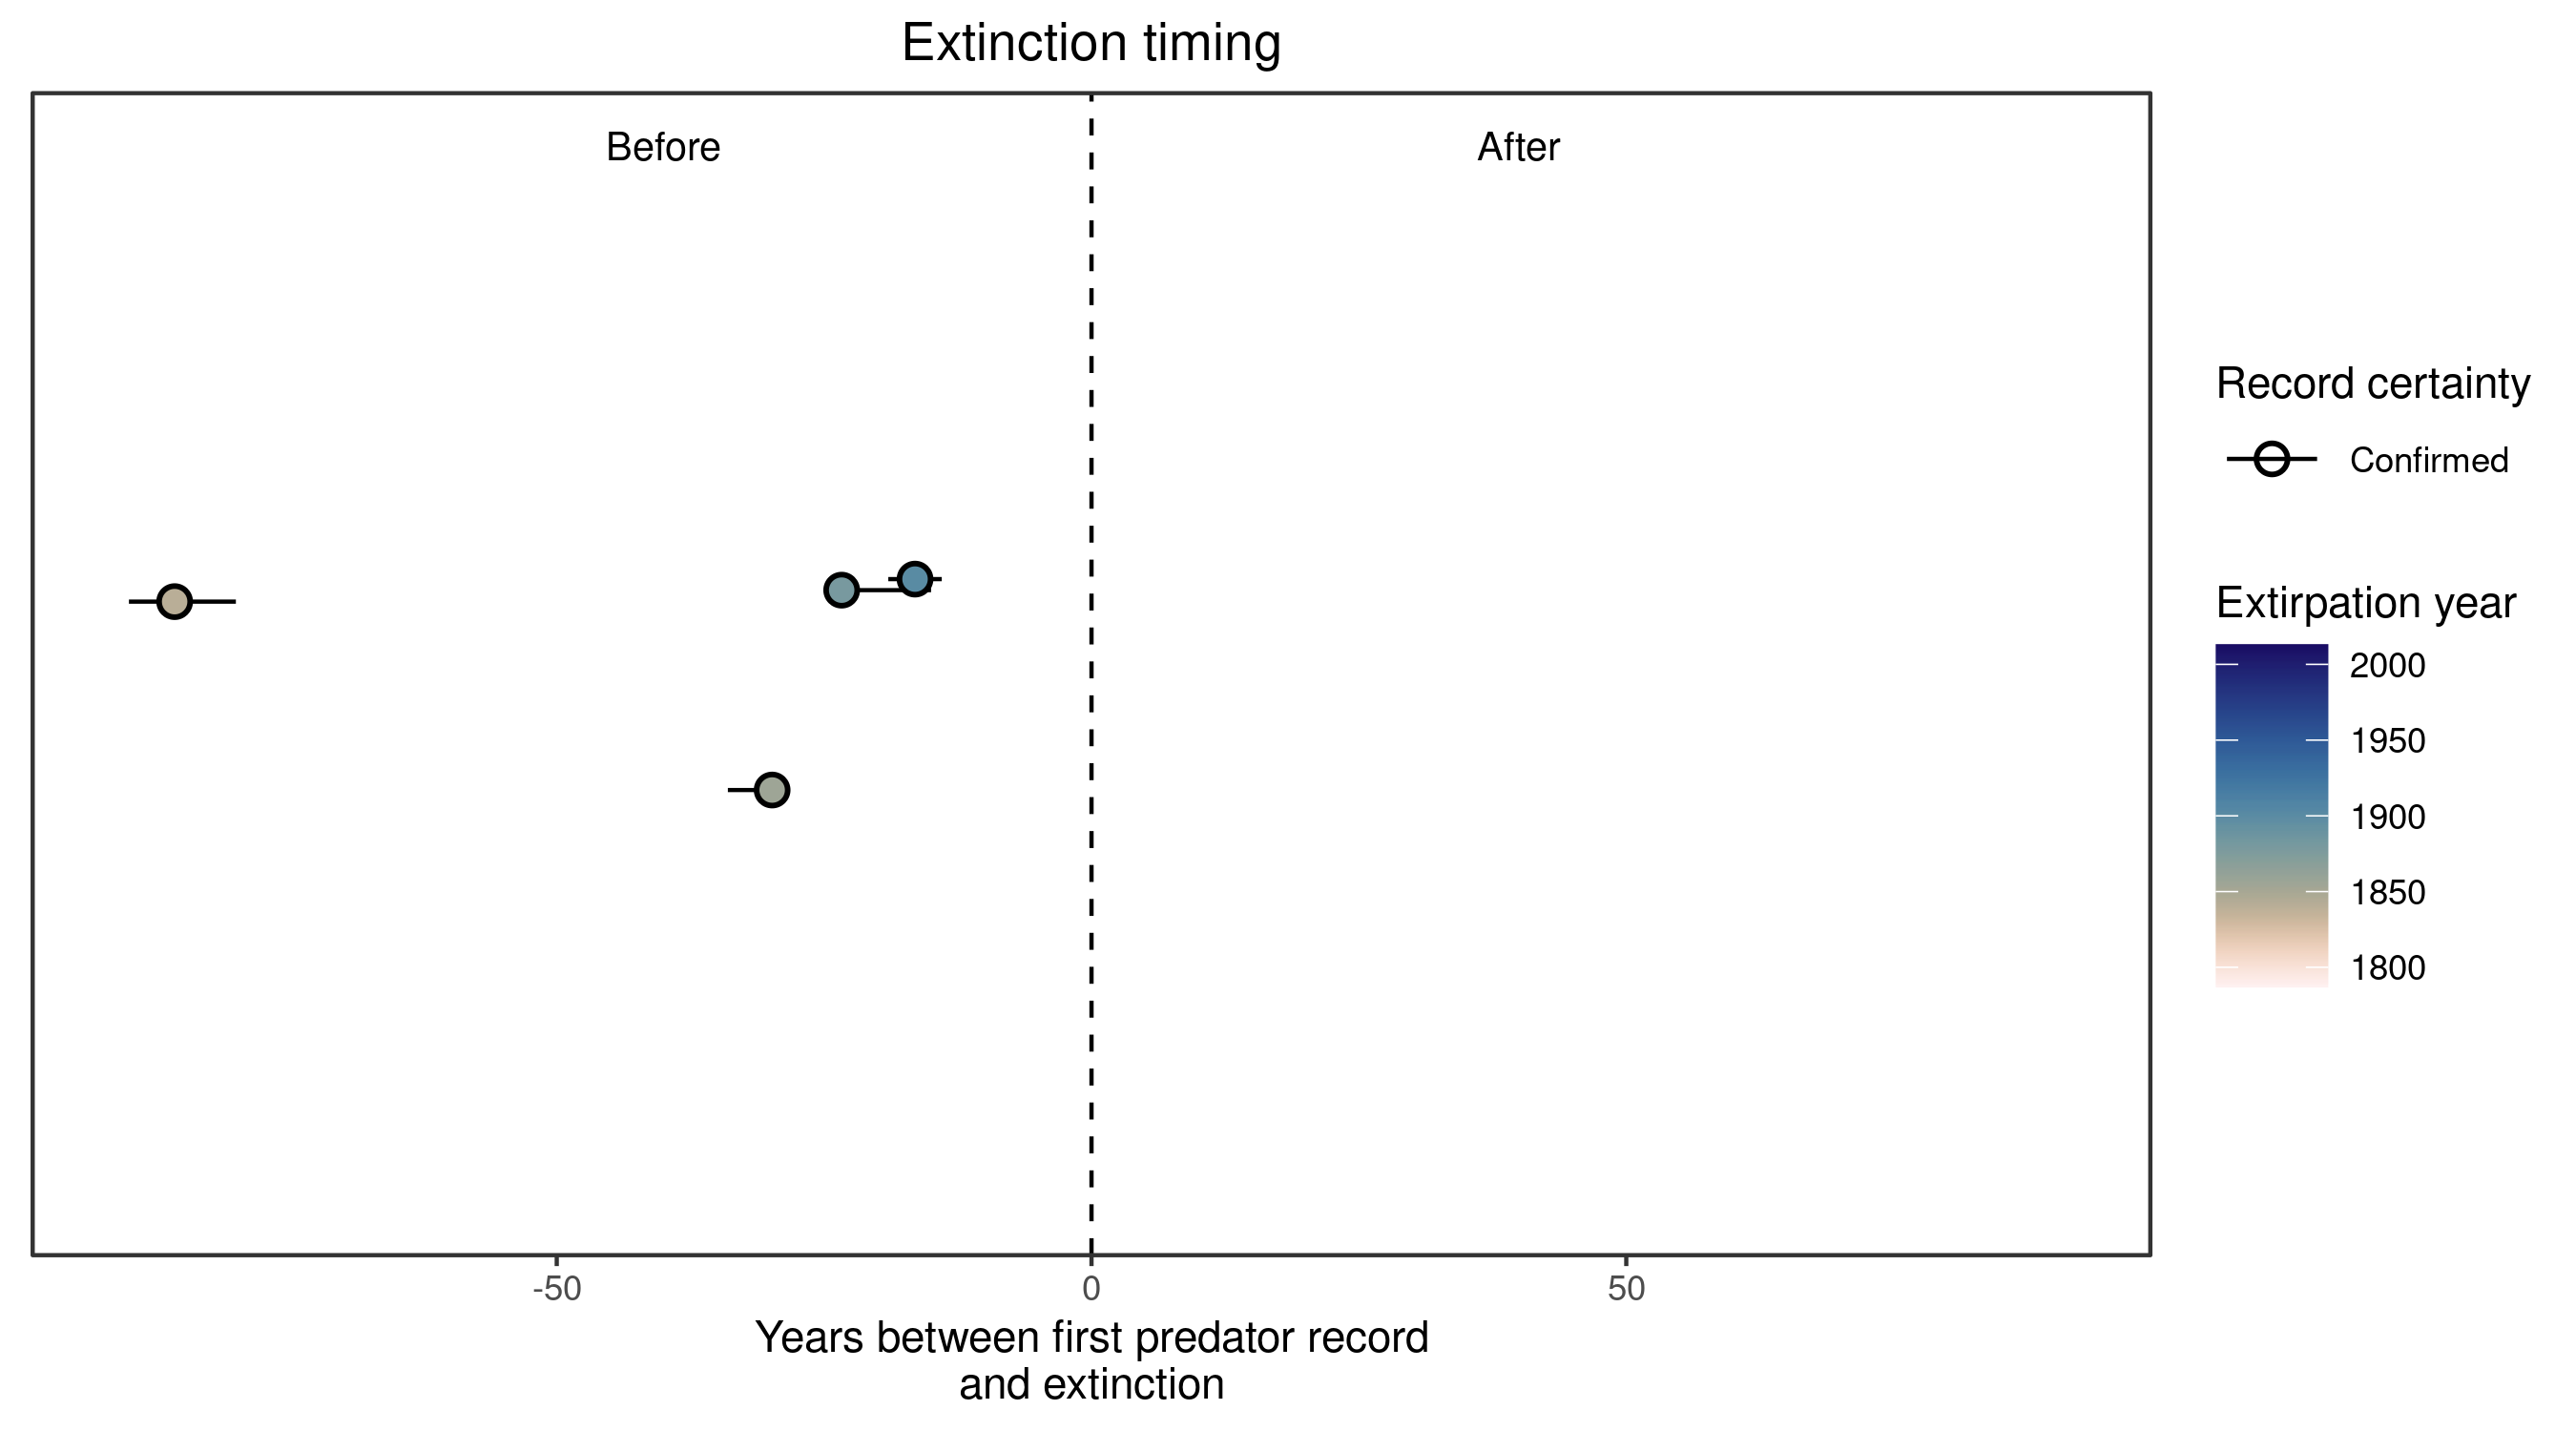 Extinction timing
Before
After
Record certainty
Confirmed
Extirpation year
2000
1950
1900
1850
1800
-50
0
50
Years between first predator record
and extinction